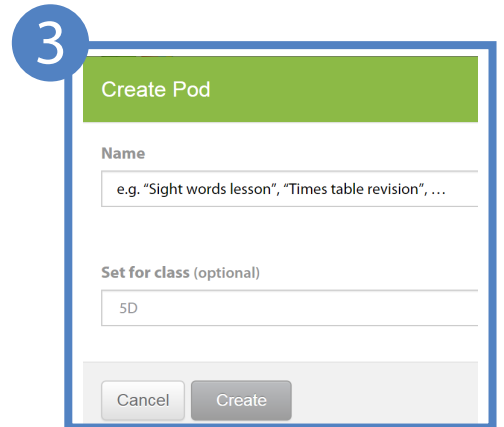 3
Create Pod
Name
e.g. “Sight words lesson”, “Times table revision”, …
Set for class (optional)
5D
Cancel Create